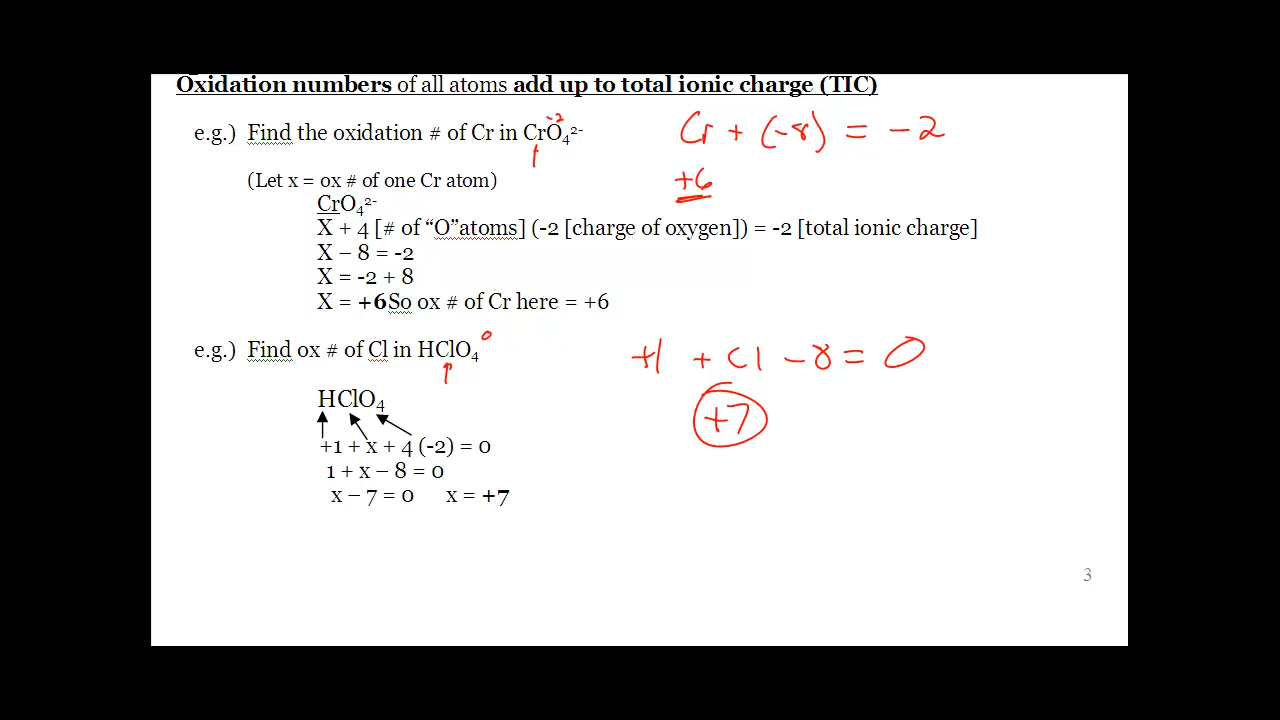 Oxidation numbers of all atoms add up to total ionic charge (TIC)
e.g.) Find the oxidation # of Cr in CrO₄²⁻ -2 Cr + (-8) = -2
(Let x = ox # of one Cr atom) +6
CrO₄²⁻
X + 4 [# of “O”atoms] (-2 [charge of oxygen]) = -2 [total ionic charge]
X – 8 = -2
X = -2 + 8
X = +6So ox # of Cr here = +6
e.g.) Find ox # of Cl in HClO₄ 0 +1 + Cl - 8 = 0
HClO₄
+7
+1 + x + 4 (-2) = 0
1 + x – 8 = 0
x – 7 = 0 x = +7
3